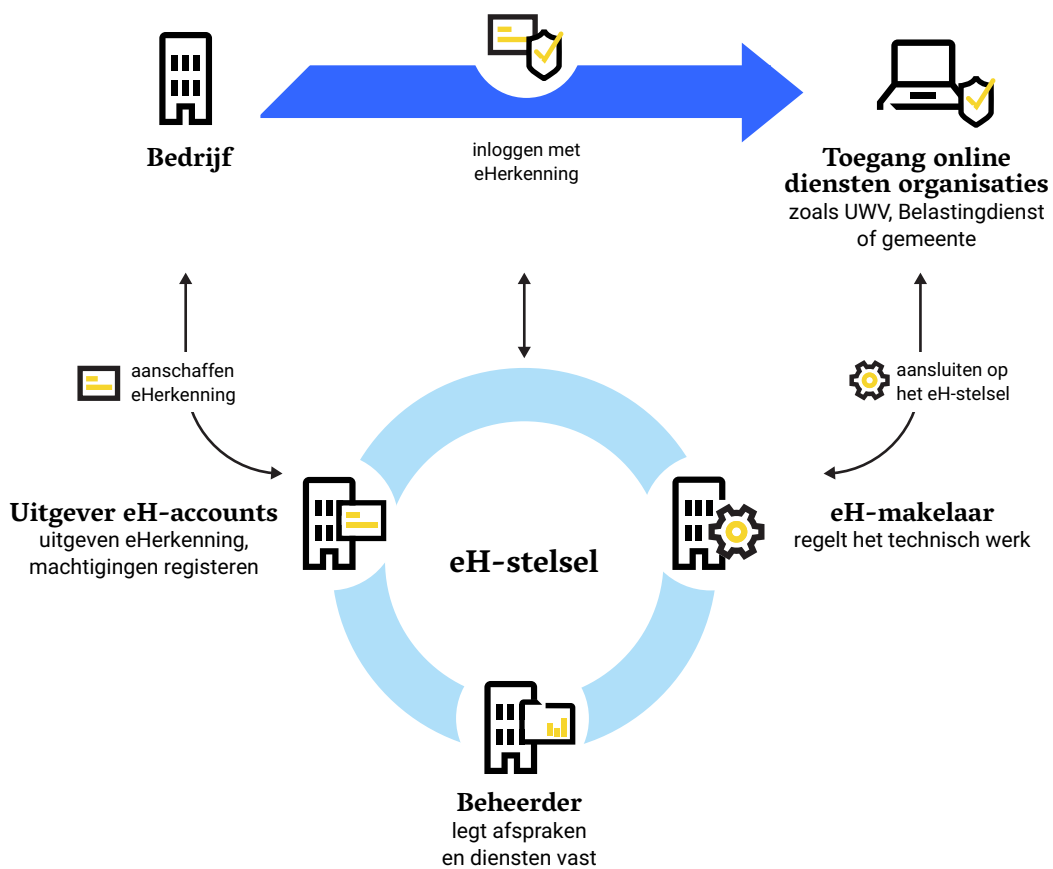 Bedrijf
inloggen met
eHerkenning
Toegang online
diensten organisaties
zoals UWV, Belastingdienst
of gemeente
aanschaffen
eHerkenning
aansluiten op
het eH-stelsel
Uitgever eH-accounts
uitgeven eHerkenning,
machtigingen registeren
eH-stelsel
eH-makelaar
regelt het technisch werk
Beheerder
legt afspraken
en diensten vast